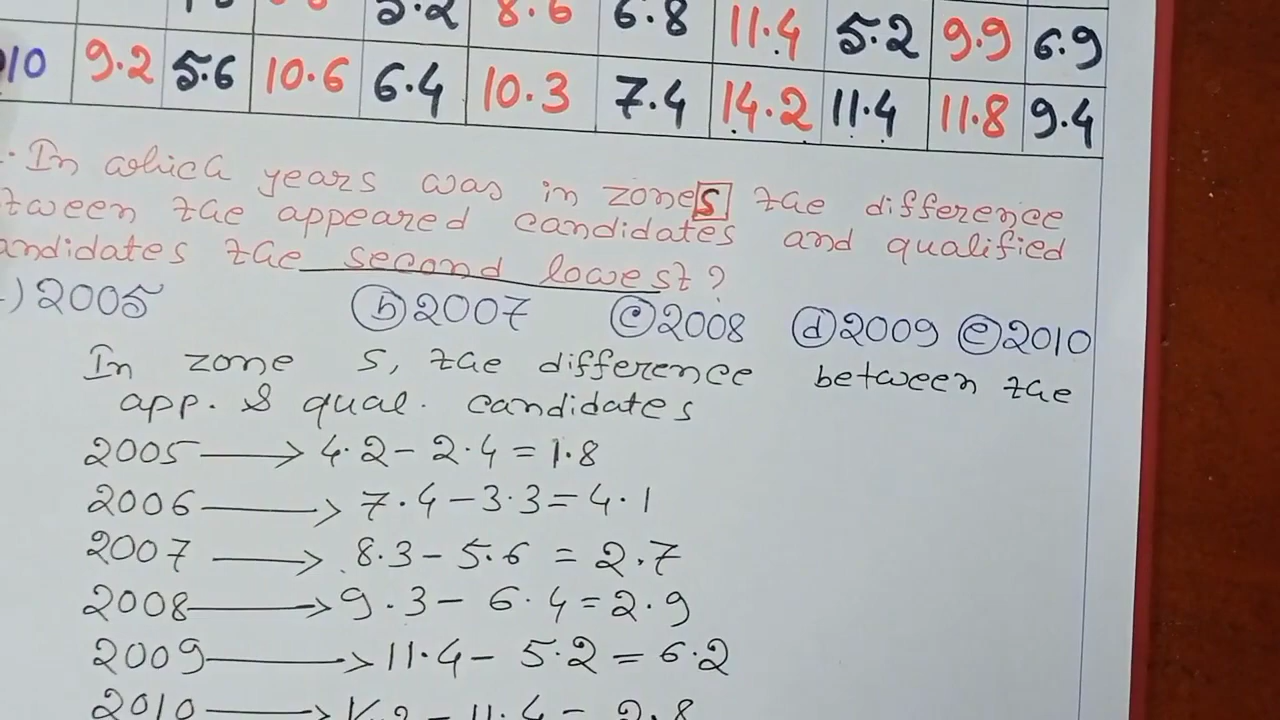 5.2 8.6 6.8 11.4 5.2 9.9 6.9
10 9.2 5.6 10.6 6.4 10.3 7.4 14.2 11.4 11.8 9.4
In which years was in zone S the difference
tween the appeared candidates and qualified
andidates the second lowest?
) 2005 (b) 2007 (c) 2008 (d) 2009 (e) 2010
In zone S, the difference between the
app. & qual. candidates
2005 → 4.2 - 2.4 = 1.8
2006 → 7.4 - 3.3 = 4.1
2007 → 8.3 - 5.6 = 2.7
2008 → 9.3 - 6.4 = 2.9
2009 → 11.4 - 5.2 = 6.2
2010 → 14.2 - 11.4 = 2.8